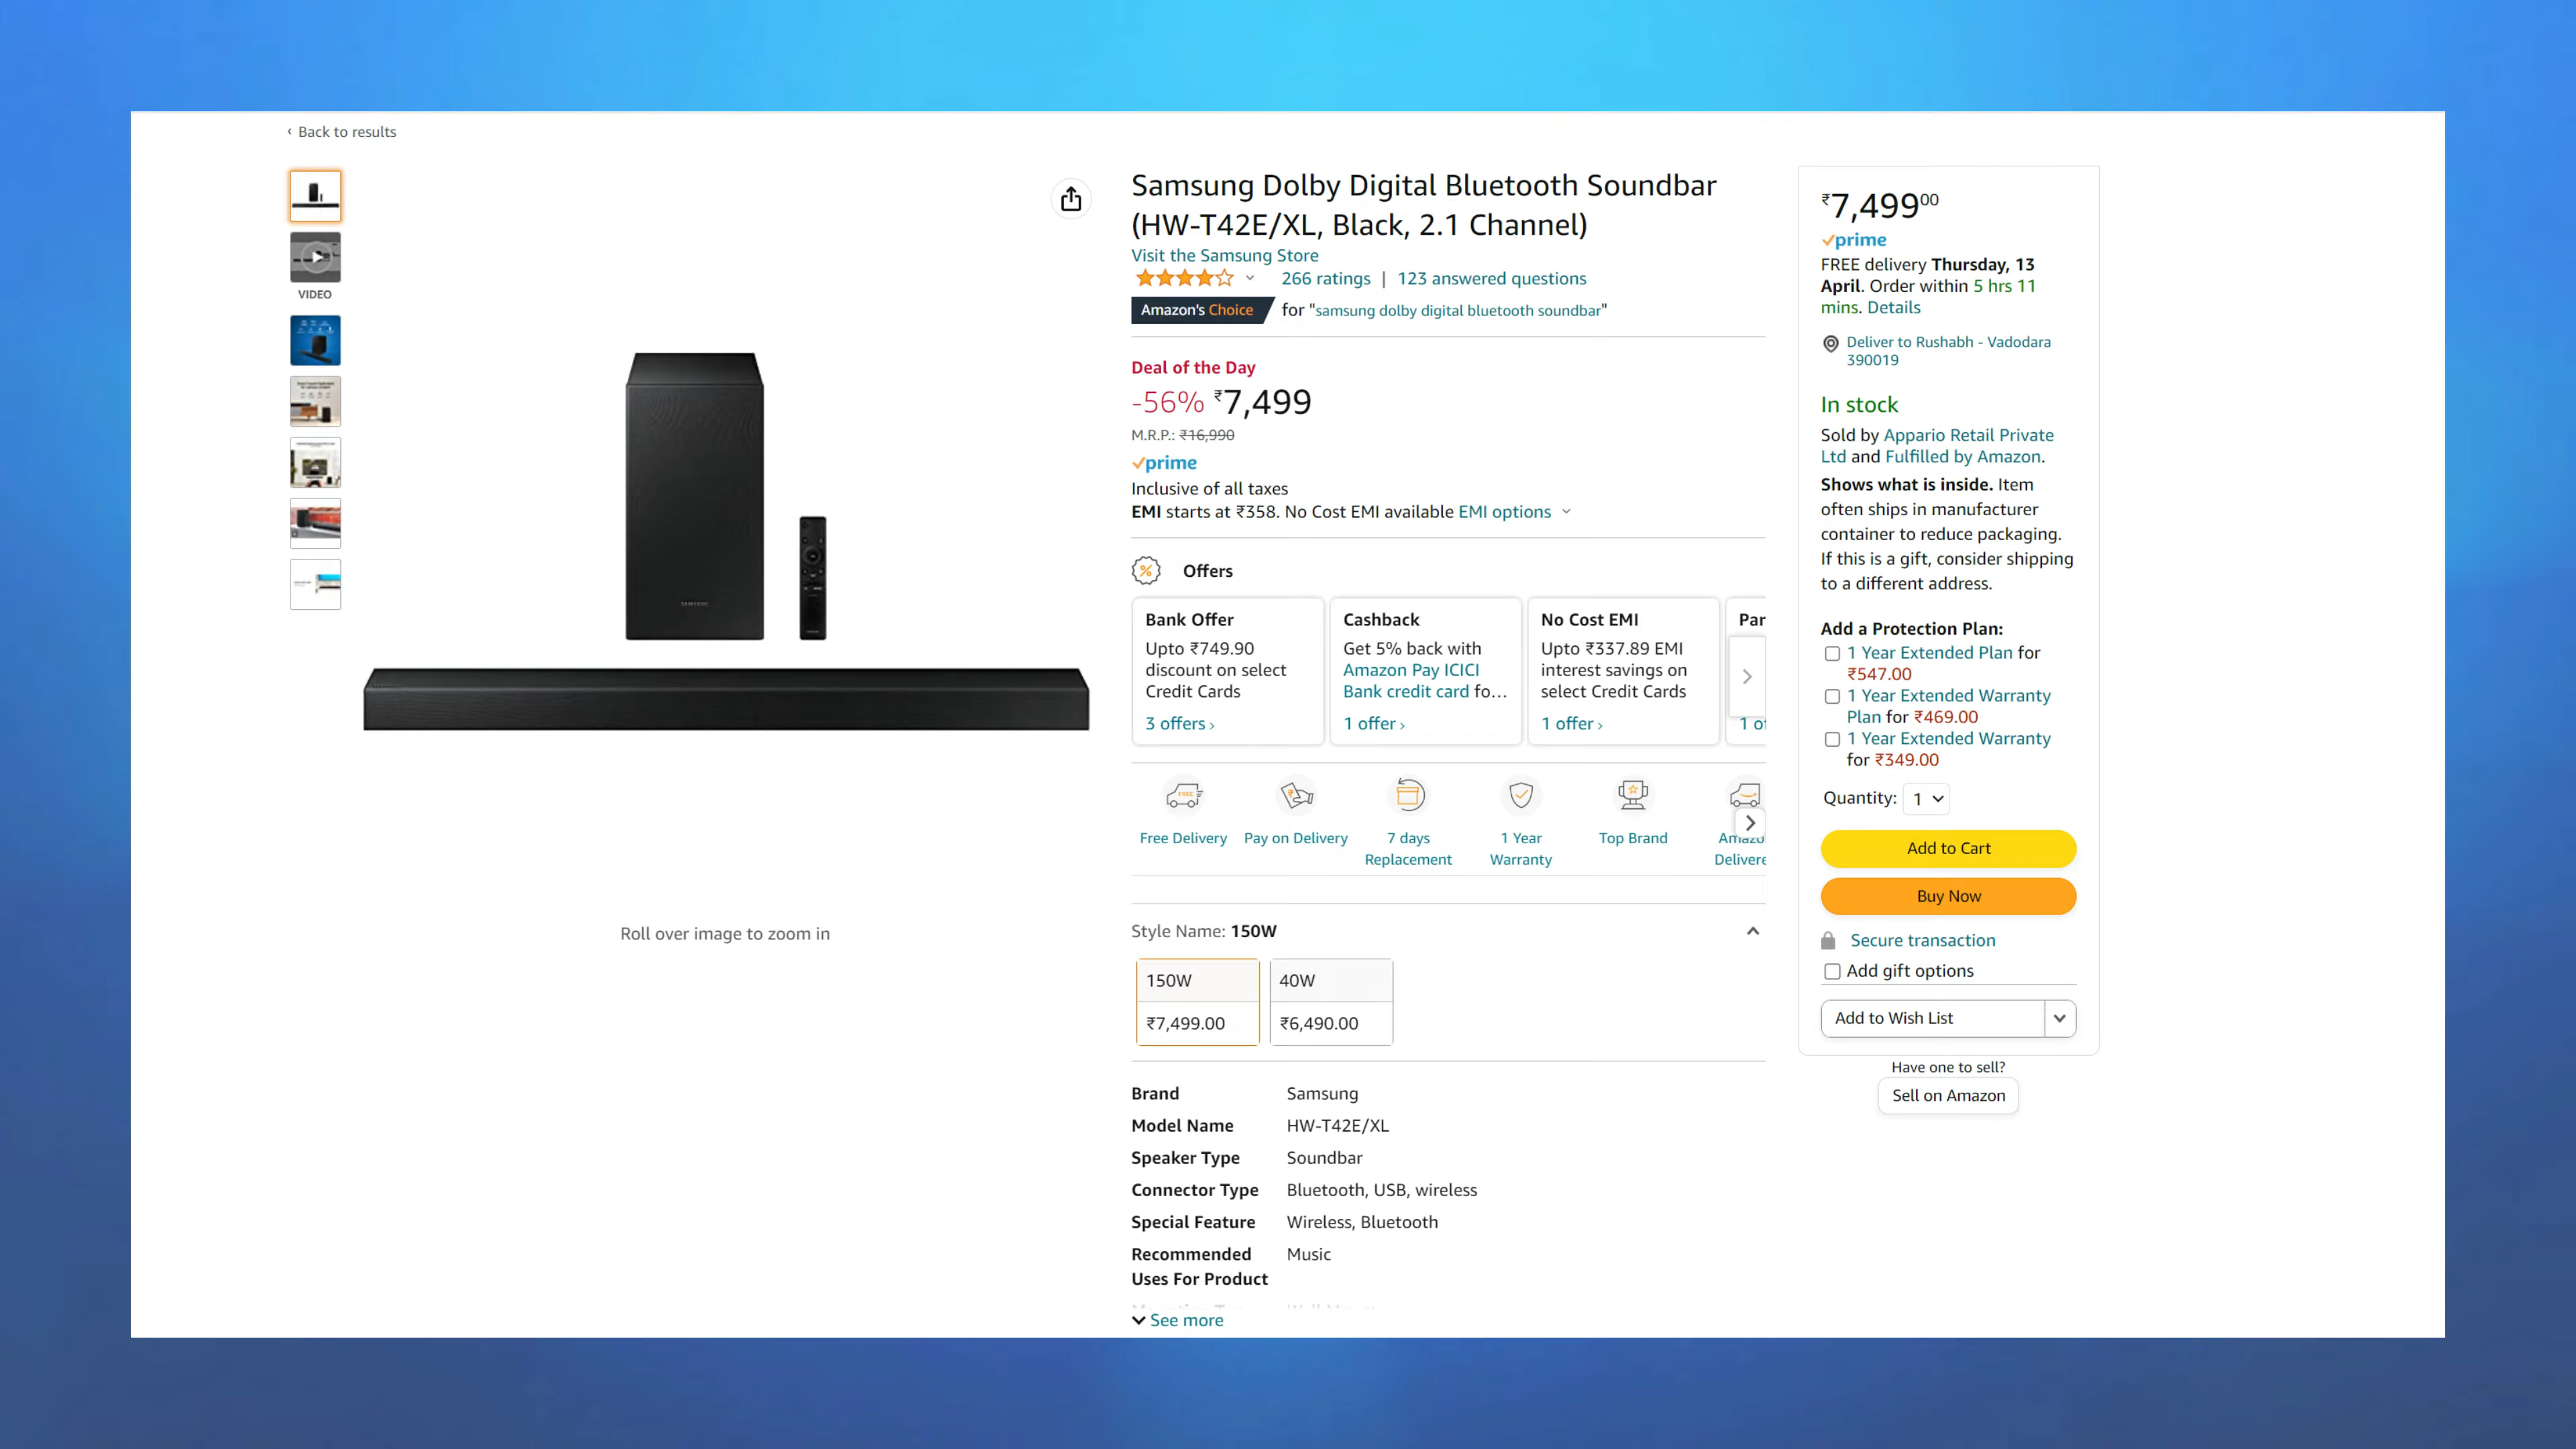 ‹ Back to results
VIDEO
SAMSUNG
Roll over image to zoom in
Samsung Dolby Digital Bluetooth Soundbar
(HW-T42E/XL, Black, 2.1 Channel)
Visit the Samsung Store
266 ratings | 123 answered questions
Amazon's Choice for "samsung dolby digital bluetooth soundbar"
Deal of the Day
-56% ₹7,499
M.R.P.: ₹16,990
prime
Inclusive of all taxes
EMI starts at ₹358. No Cost EMI available EMI options
Offers
Bank Offer
Upto ₹749.90
discount on select
Credit Cards
3 offers ›
Cashback
Get 5% back with
Amazon Pay ICICI
Bank credit card fo…
1 offer ›
No Cost EMI
Upto ₹337.89 EMI
interest savings on
select Credit Cards
1 offer ›
Par
1 of
FREE
Free Delivery
Pay on Delivery
7 days
Replacement
1 Year
Warranty
Top Brand
Amazo
Delivere
Style Name: 150W
150W
₹7,499.00
40W
₹6,490.00
Brand Samsung
Model Name HW-T42E/XL
Speaker Type Soundbar
Connector Type Bluetooth, USB, wireless
Special Feature Wireless, Bluetooth
Recommended Music
Uses For Product
See more
₹7,49900
prime
FREE delivery Thursday, 13
April. Order within 5 hrs 11
mins. Details
Deliver to Rushabh - Vadodara
390019
In stock
Sold by Appario Retail Private
Ltd and Fulfilled by Amazon.
Shows what is inside. Item
often ships in manufacturer
container to reduce packaging.
If this is a gift, consider shipping
to a different address.
Add a Protection Plan:
1 Year Extended Plan for
₹547.00
1 Year Extended Warranty
Plan for ₹469.00
1 Year Extended Warranty
for ₹349.00
Quantity: 1
Add to Cart
Buy Now
Secure transaction
Add gift options
Add to Wish List
Have one to sell?
Sell on Amazon